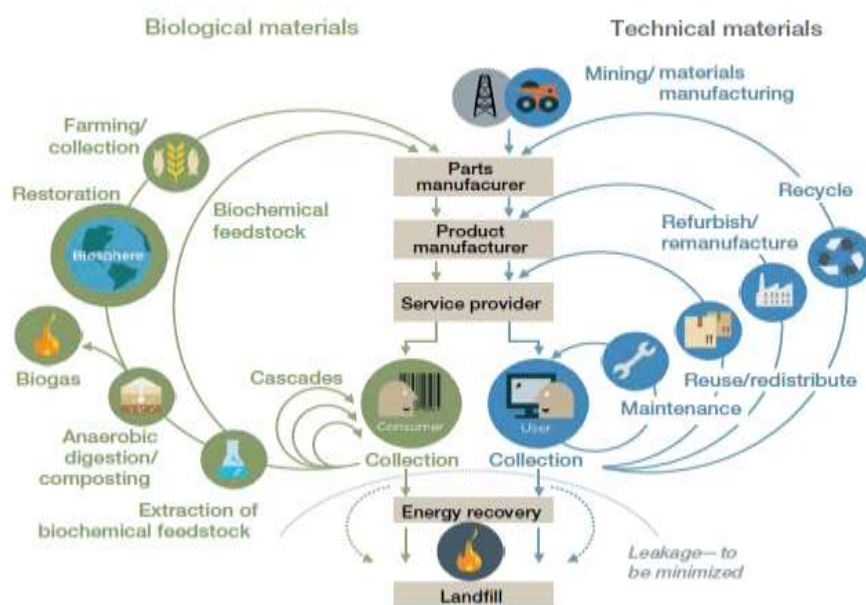 Biological materials
Technical materials
Mining/ materials
manufacturing
Farming/
collection
Restoration
Biosphere
Biochemical
feedstock
Parts
manufacurer
Product
manufacturer
Service provider
Recycle
Refurbish/
remanufacture
Biogas
Cascades
Consumer
User
Reuse/redistribute
Maintenance
Anaerobic
digestion/
composting
Collection
Collection
Extraction of
biochemical feedstock
Energy recovery
Leakage—to
be minimized
Landfill